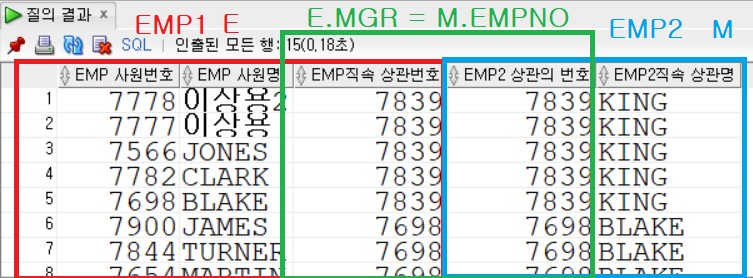 질의 결과 x
EMP1 E
E.MGR = M.EMPNO
EMP2 M
SQL | 인출된 모든 행: 15(0,18초)
EMP 사원번호 EMP 사원명 EMP직속 상관번호 EMP2 상관의 번호 EMP2직속 상관명
1 7778 이상용2 7839 7839 KING
2 7777 이상용 7839 7839 KING
3 7566 JONES 7839 7839 KING
4 7782 CLARK 7839 7839 KING
5 7698 BLAKE 7839 7839 KING
6 7900 JAMES 7698 7698 BLAKE
7 7844 TURNER 7698 7698 BLAKE
8 7654 MARTIN 7698 7698 BLAKE